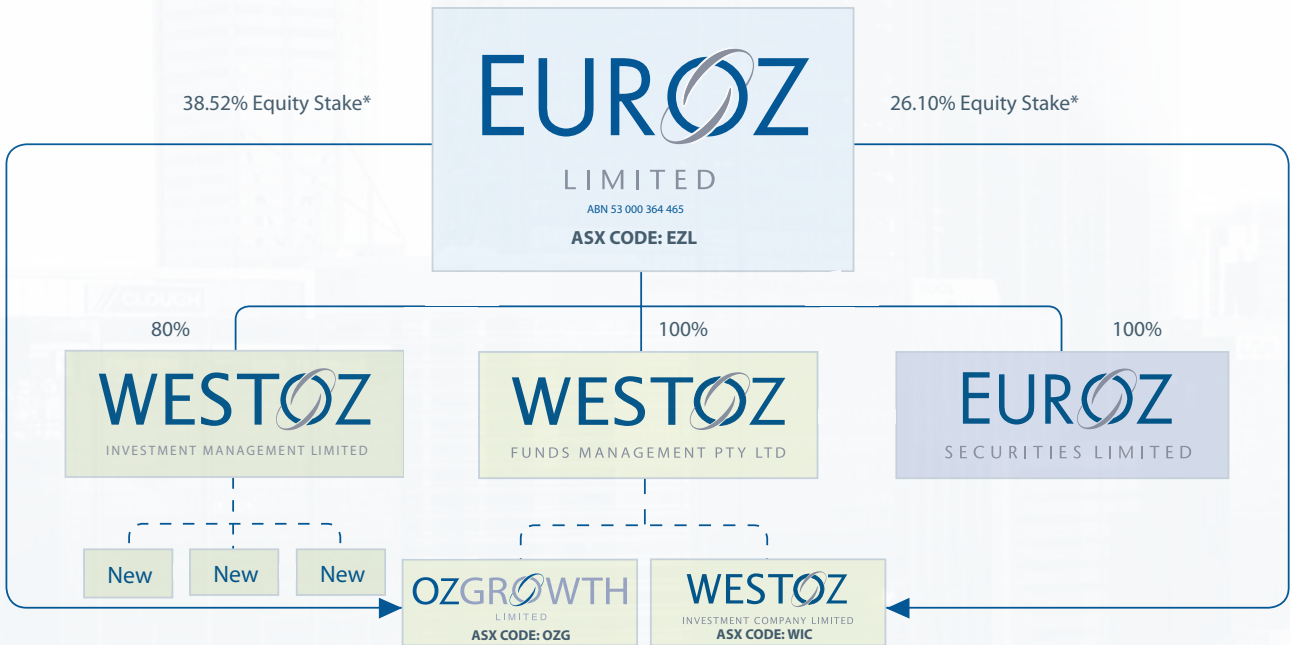 38.52% Equity Stake*
EUROZ
26.10% Equity Stake*
LIMITED
ABN 53 000 364 465
ASX CODE: EZL
CLOUGH
80%
100%
100%
WESTOZ
INVESTMENT MANAGEMENT LIMITED
WESTOZ
FUNDS MANAGEMENT PTY LTD
EUROZ
SECURITIES LIMITED
New
New
New
OZGROWTH
LIMITED
ASX CODE: OZG
WESTOZ
INVESTMENT COMPANY LIMITED
ASX CODE: WIC